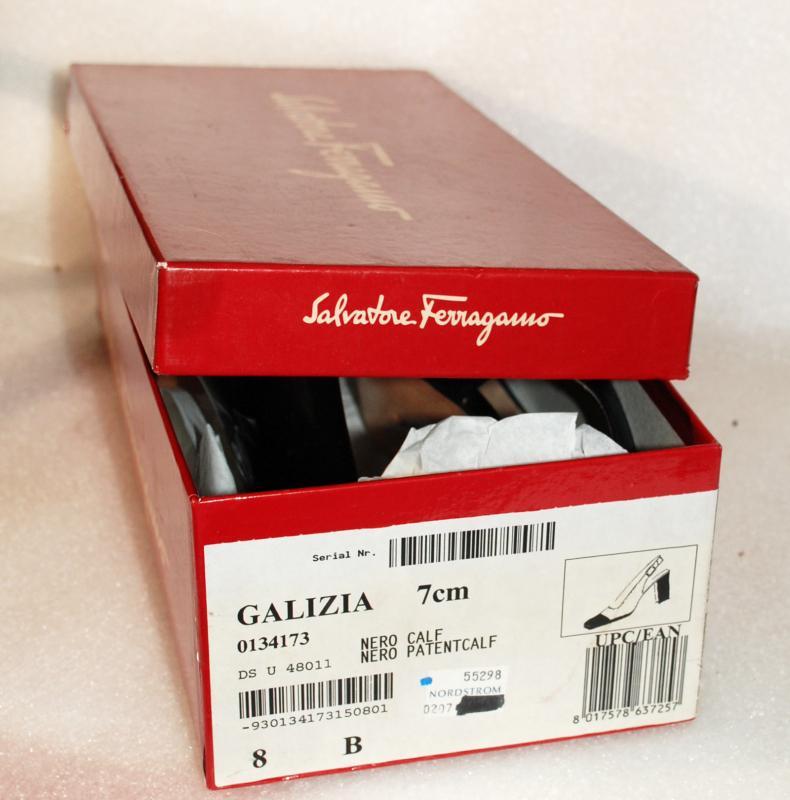 Salvatore Ferragamo
Salvatore Ferragamo
Serial Nr.
GALIZIA 7cm
0134173
NERO CALF
NERO PATENTCALF
DS U 48011
UPC/EAN
55298
NORDSTROM
0207
-930134173150801
8 017578 637257
8 B